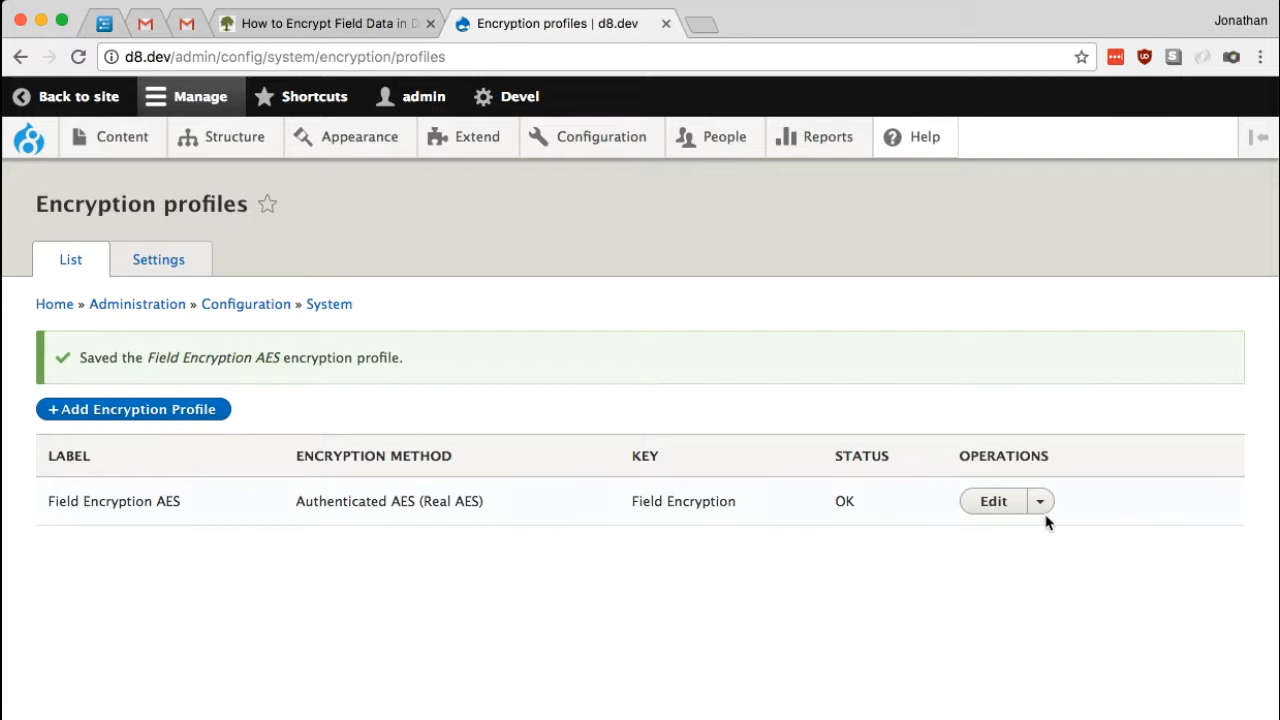 How to Encrypt Field Data in D
Encryption profiles | d8.dev
Jonathan
d8.dev/admin/config/system/encryption/profiles
Back to site Manage Shortcuts admin Devel
Content Structure Appearance Extend Configuration People Reports Help
Encryption profiles
List Settings
Home » Administration » Configuration » System
Saved the Field Encryption AES encryption profile.
+ Add Encryption Profile
LABEL ENCRYPTION METHOD KEY STATUS OPERATIONS
Field Encryption AES Authenticated AES (Real AES) Field Encryption OK Edit